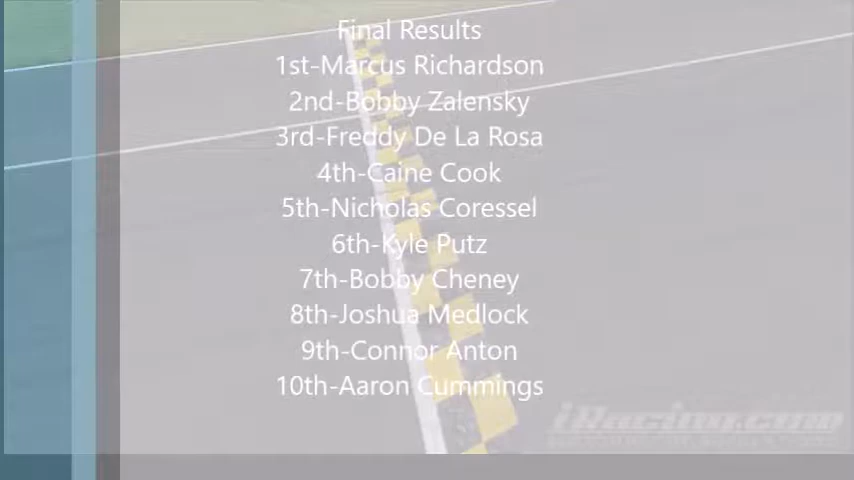 Final Results
1st-Marcus Richardson
2nd-Bobby Zalensky
3rd-Freddy De La Rosa
4th-Caine Cook
5th-Nicholas Coressel
6th-Kyle Putz
7th-Bobby Cheney
8th-Joshua Medlock
9th-Connor Anton
10th-Aaron Cummings
iRacing.com